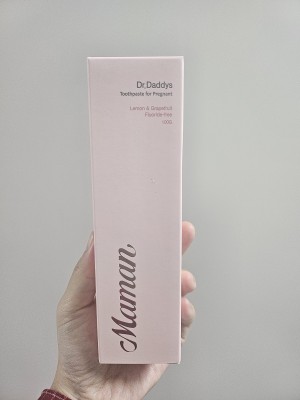 Dr.Daddys
Toothpaste for Pregnant
Lemon & Grapefruit
Fluoride-free
Maman